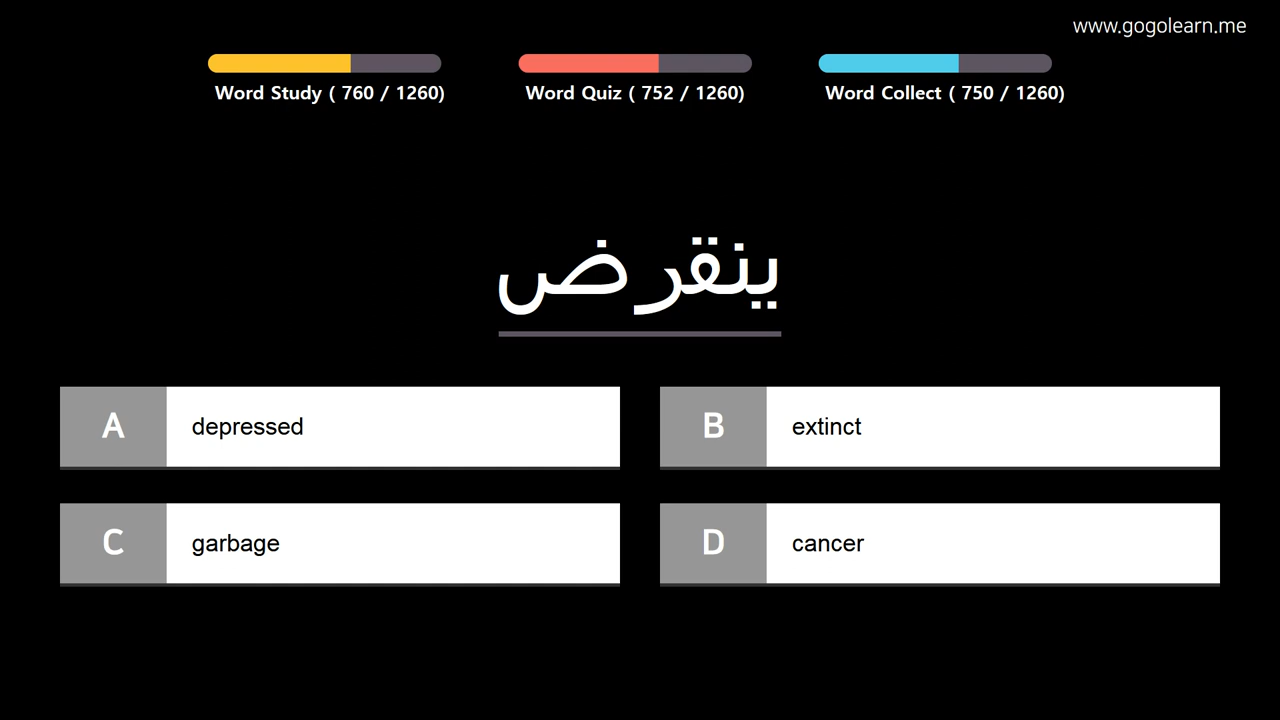 www.gogolearn.me
Word Study ( 760 / 1260)
Word Quiz ( 752 / 1260)
Word Collect ( 750 / 1260)
ينقرض
A depressed
B extinct
C garbage
D cancer